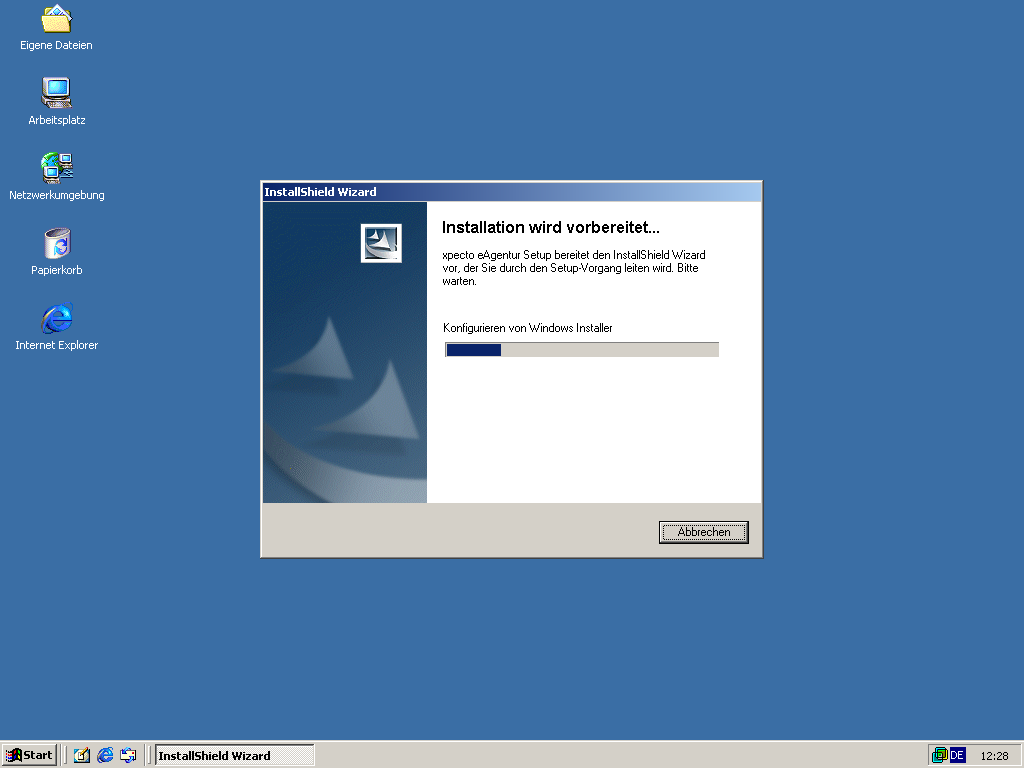 Eigene Dateien
Arbeitsplatz
Netzwerkumgebung
Papierkorb
Internet Explorer
InstallShield Wizard
Installation wird vorbereitet...
xpecto eAgentur Setup bereitet den InstallShield Wizard
vor, der Sie durch den Setup-Vorgang leiten wird. Bitte
warten.
Konfigurieren von Windows Installer
Abbrechen
Start
InstallShield Wizard
DE
12:28